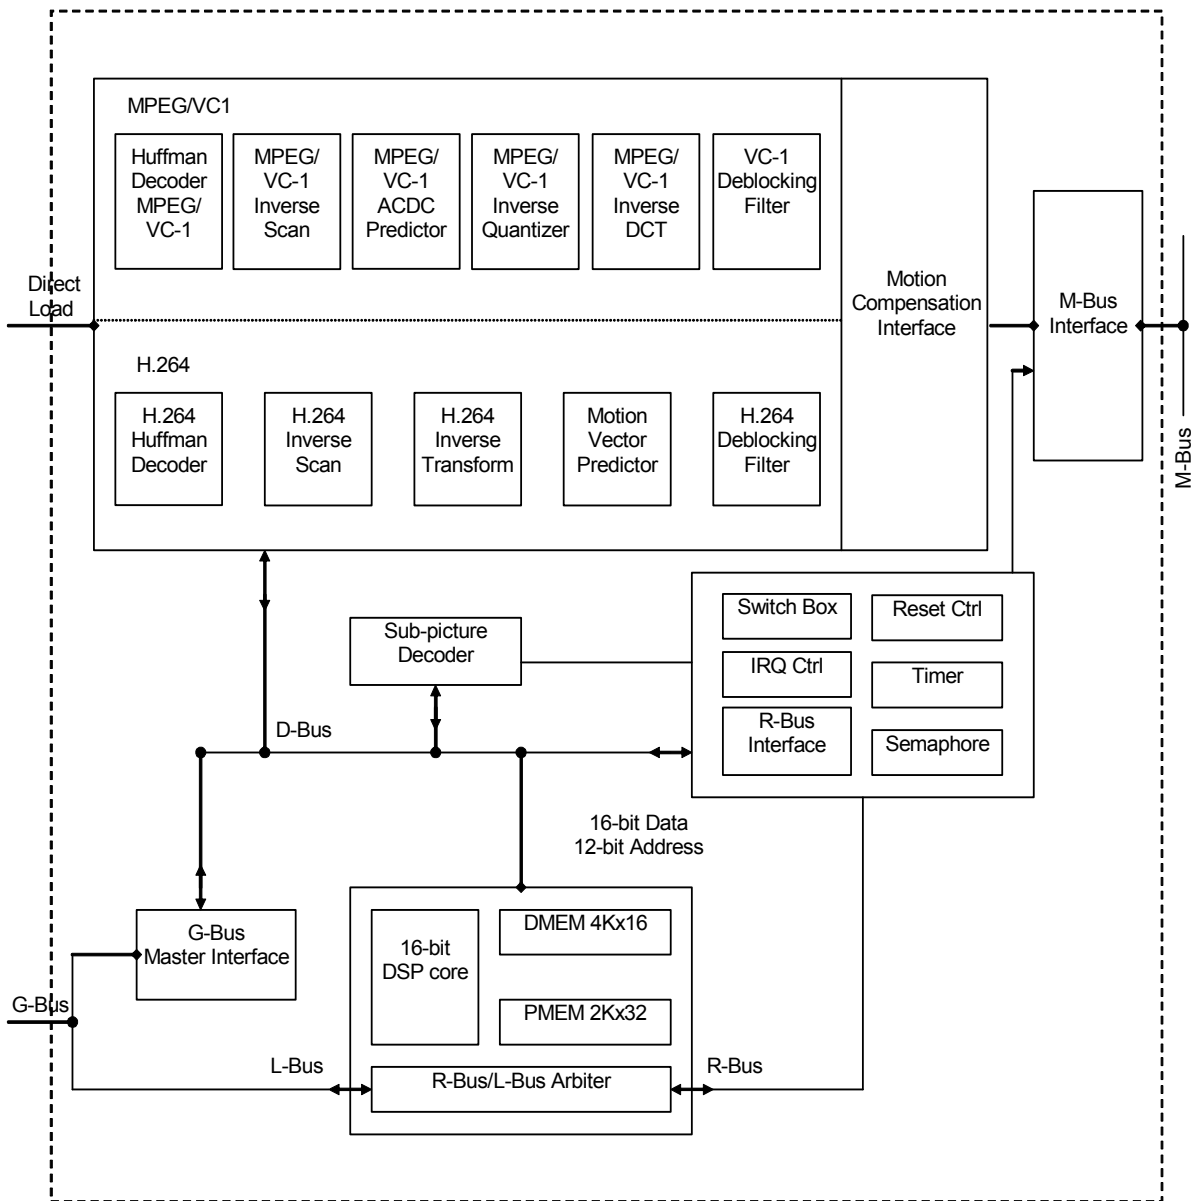 MPEG/VC1
Huffman
Decoder
MPEG/
VC-1
MPEG/
VC-1
Inverse
Scan
MPEG/
VC-1
ACDC
Predictor
MPEG/
VC-1
Inverse
Quantizer
MPEG/
VC-1
Inverse
DCT
VC-1
Deblocking
Filter
Direct
Load
Motion
Compensation
Interface
M-Bus
Interface
M-Bus
H.264
H.264
Huffman
Decoder
H.264
Inverse
Scan
H.264
Inverse
Transform
Motion
Vector
Predictor
H.264
Deblocking
Filter
Sub-picture
Decoder
Switch Box
Reset Ctrl
IRQ Ctrl
Timer
R-Bus
Interface
Semaphore
D-Bus
16-bit Data
12-bit Address
G-Bus
Master Interface
16-bit
DSP core
DMEM 4Kx16
PMEM 2Kx32
G-Bus
L-Bus
R-Bus/L-Bus Arbiter
R-Bus